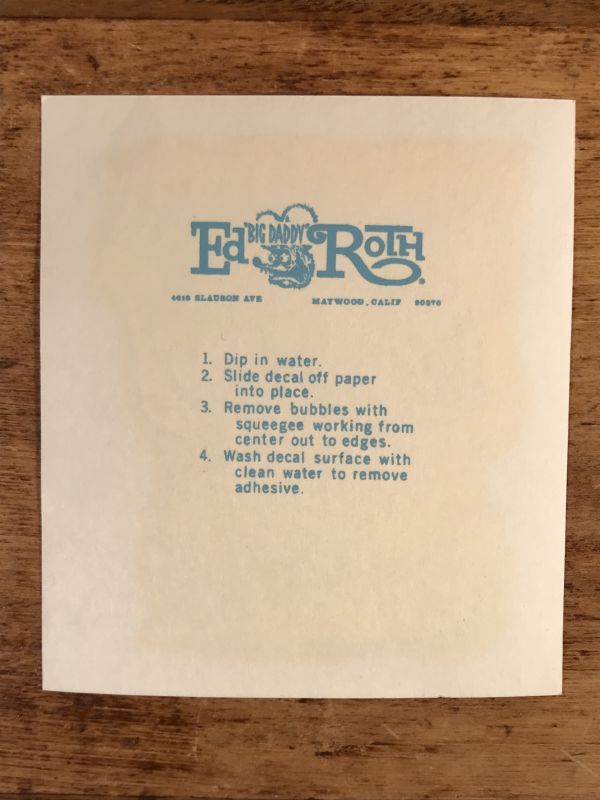 Ed "BIG DADDY" ROTH
4616 SLAUSON AVE MAYWOOD, CALIF 90270
1. Dip in water.
2. Slide decal off paper
into place.
3. Remove bubbles with
squeegee working from
center out to edges.
4. Wash decal surface with
clean water to remove
adhesive.